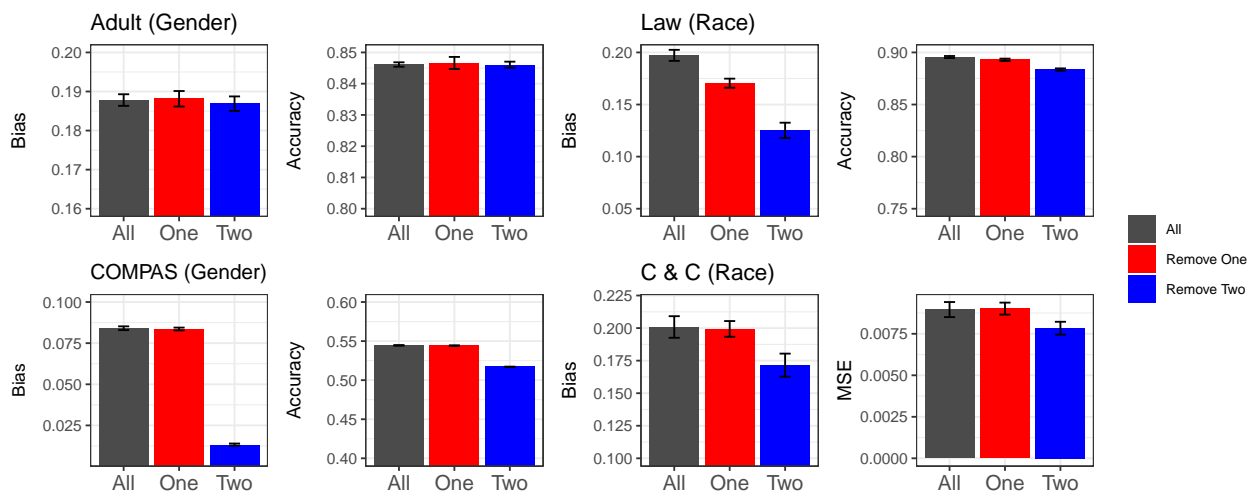 Adult (Gender)
Bias
0.20
0.19
0.18
0.17
0.16
All One Two
Accuracy
0.85
0.84
0.83
0.82
0.81
0.80
All One Two
Law (Race)
Bias
0.20
0.15
0.10
0.05
All One Two
Accuracy
0.90
0.85
0.80
0.75
All One Two
COMPAS (Gender)
Bias
0.100
0.075
0.050
0.025
All One Two
Accuracy
0.60
0.55
0.50
0.45
0.40
All One Two
C & C (Race)
Bias
0.225
0.200
0.175
0.150
0.125
0.100
All One Two
MSE
0.0075
0.0050
0.0025
0.0000
All One Two
All
Remove One
Remove Two